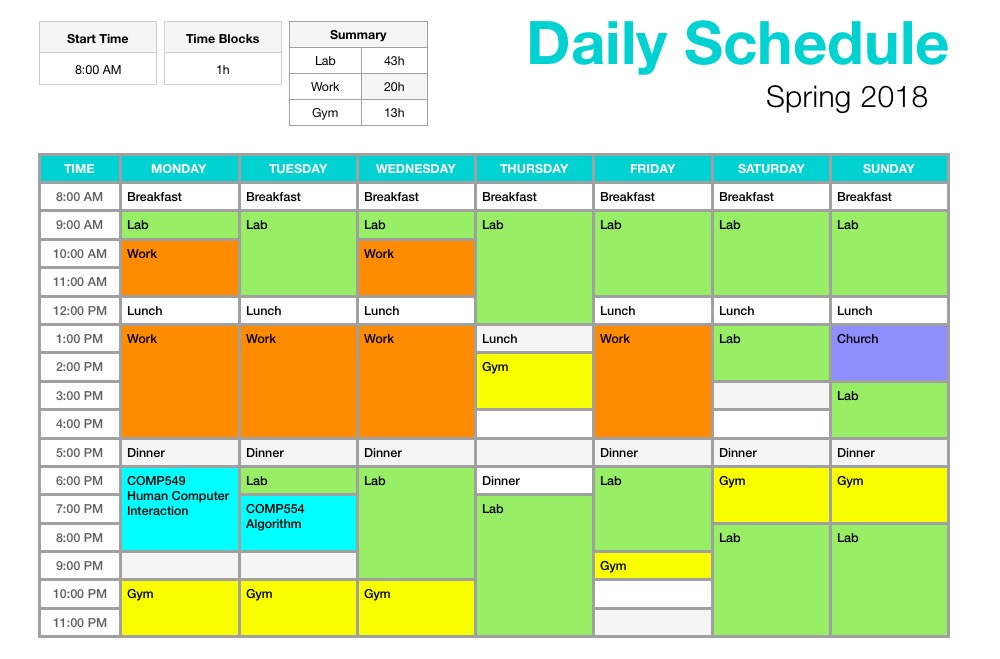 Daily Schedule
Spring 2018
Start Time
8:00 AM
Time Blocks
1h
Summary
Lab 43h
Work 20h
Gym 13h
TIME MONDAY TUESDAY WEDNESDAY THURSDAY FRIDAY SATURDAY SUNDAY
8:00 AM Breakfast Breakfast Breakfast Breakfast Breakfast Breakfast Breakfast
9:00 AM Lab Lab Lab Lab Lab Lab Lab
10:00 AM Work Work
11:00 AM
12:00 PM Lunch Lunch Lunch Lunch Lunch Lunch
1:00 PM Work Work Work Lunch Work Lab Church
2:00 PM Gym
3:00 PM Lab
4:00 PM
5:00 PM Dinner Dinner Dinner Dinner Dinner Dinner
6:00 PM COMP549 Lab Lab Dinner Lab Gym Gym
Human Computer
Interaction
7:00 PM COMP554 Lab
Algorithm
8:00 PM Lab Lab
9:00 PM Gym
10:00 PM Gym Gym Gym
11:00 PM